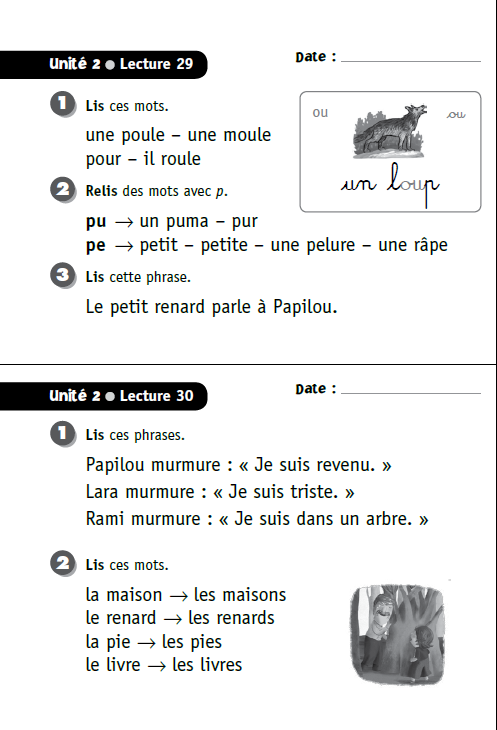 Unité 2 ● Lecture 29
Date :
1 Lis ces mots.
une poule – une moule
pour – il roule
ou
ou
un loup
2 Relis des mots avec p.
pu → un puma – pur
pe → petit – petite – une pelure – une râpe
3 Lis cette phrase.
Le petit renard parle à Papilou.
Unité 2 ● Lecture 30
Date :
1 Lis ces phrases.
Papilou murmure : « Je suis revenu. »
Lara murmure : « Je suis triste. »
Rami murmure : « Je suis dans un arbre. »
2 Lis ces mots.
la maison → les maisons
le renard → les renards
la pie → les pies
le livre → les livres